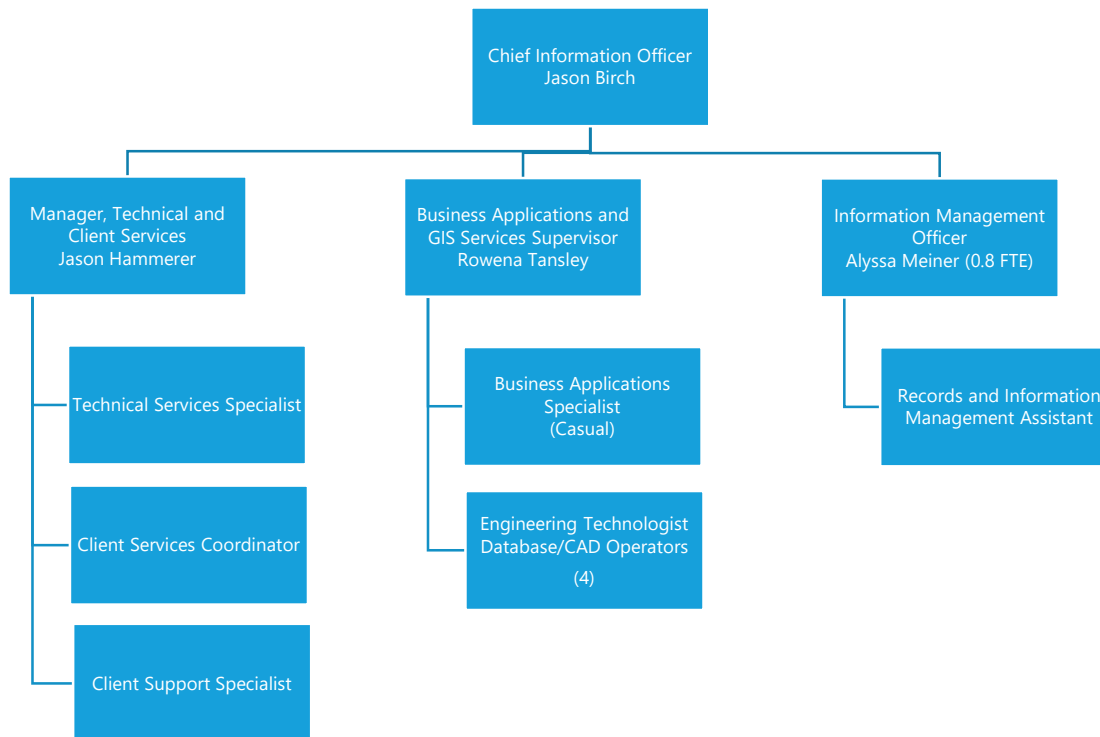 Chief Information Officer
Jason Birch
Manager, Technical and
Client Services
Jason Hammerer
Business Applications and
GIS Services Supervisor
Rowena Tansley
Information Management
Officer
Alyssa Meiner (0.8 FTE)
Technical Services Specialist
Business Applications
Specialist
(Casual)
Records and Information
Management Assistant
Client Services Coordinator
Engineering Technologist
Database/CAD Operators
(4)
Client Support Specialist